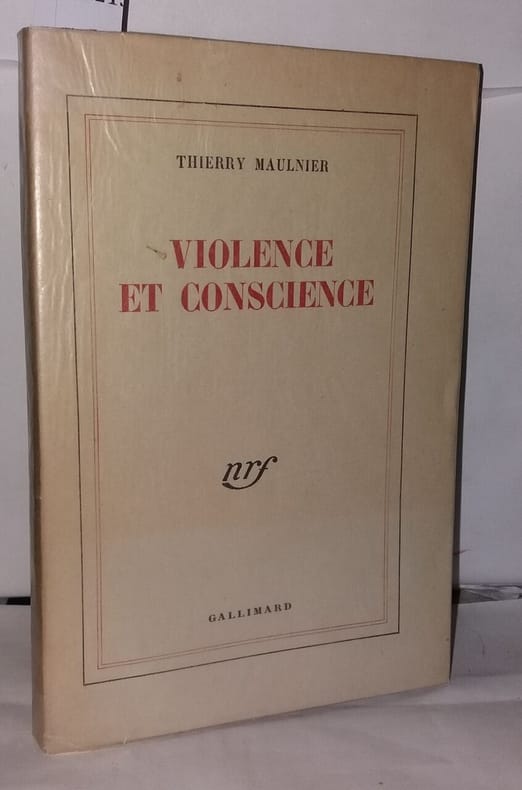 THIERRY MAULNIER
VIOLENCE
ET CONSCIENCE
nrf
GALLIMARD